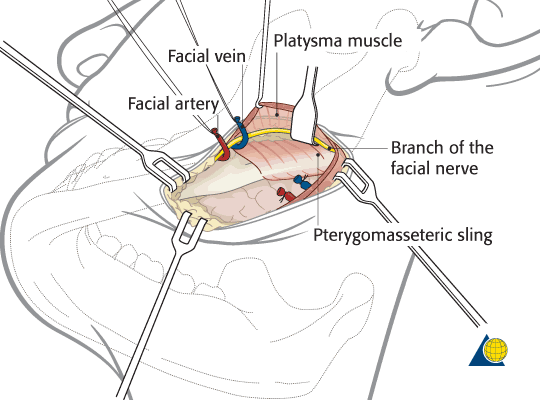 Facial vein
Platysma muscle
Facial artery
Branch of the
facial nerve
Pterygomasseteric sling